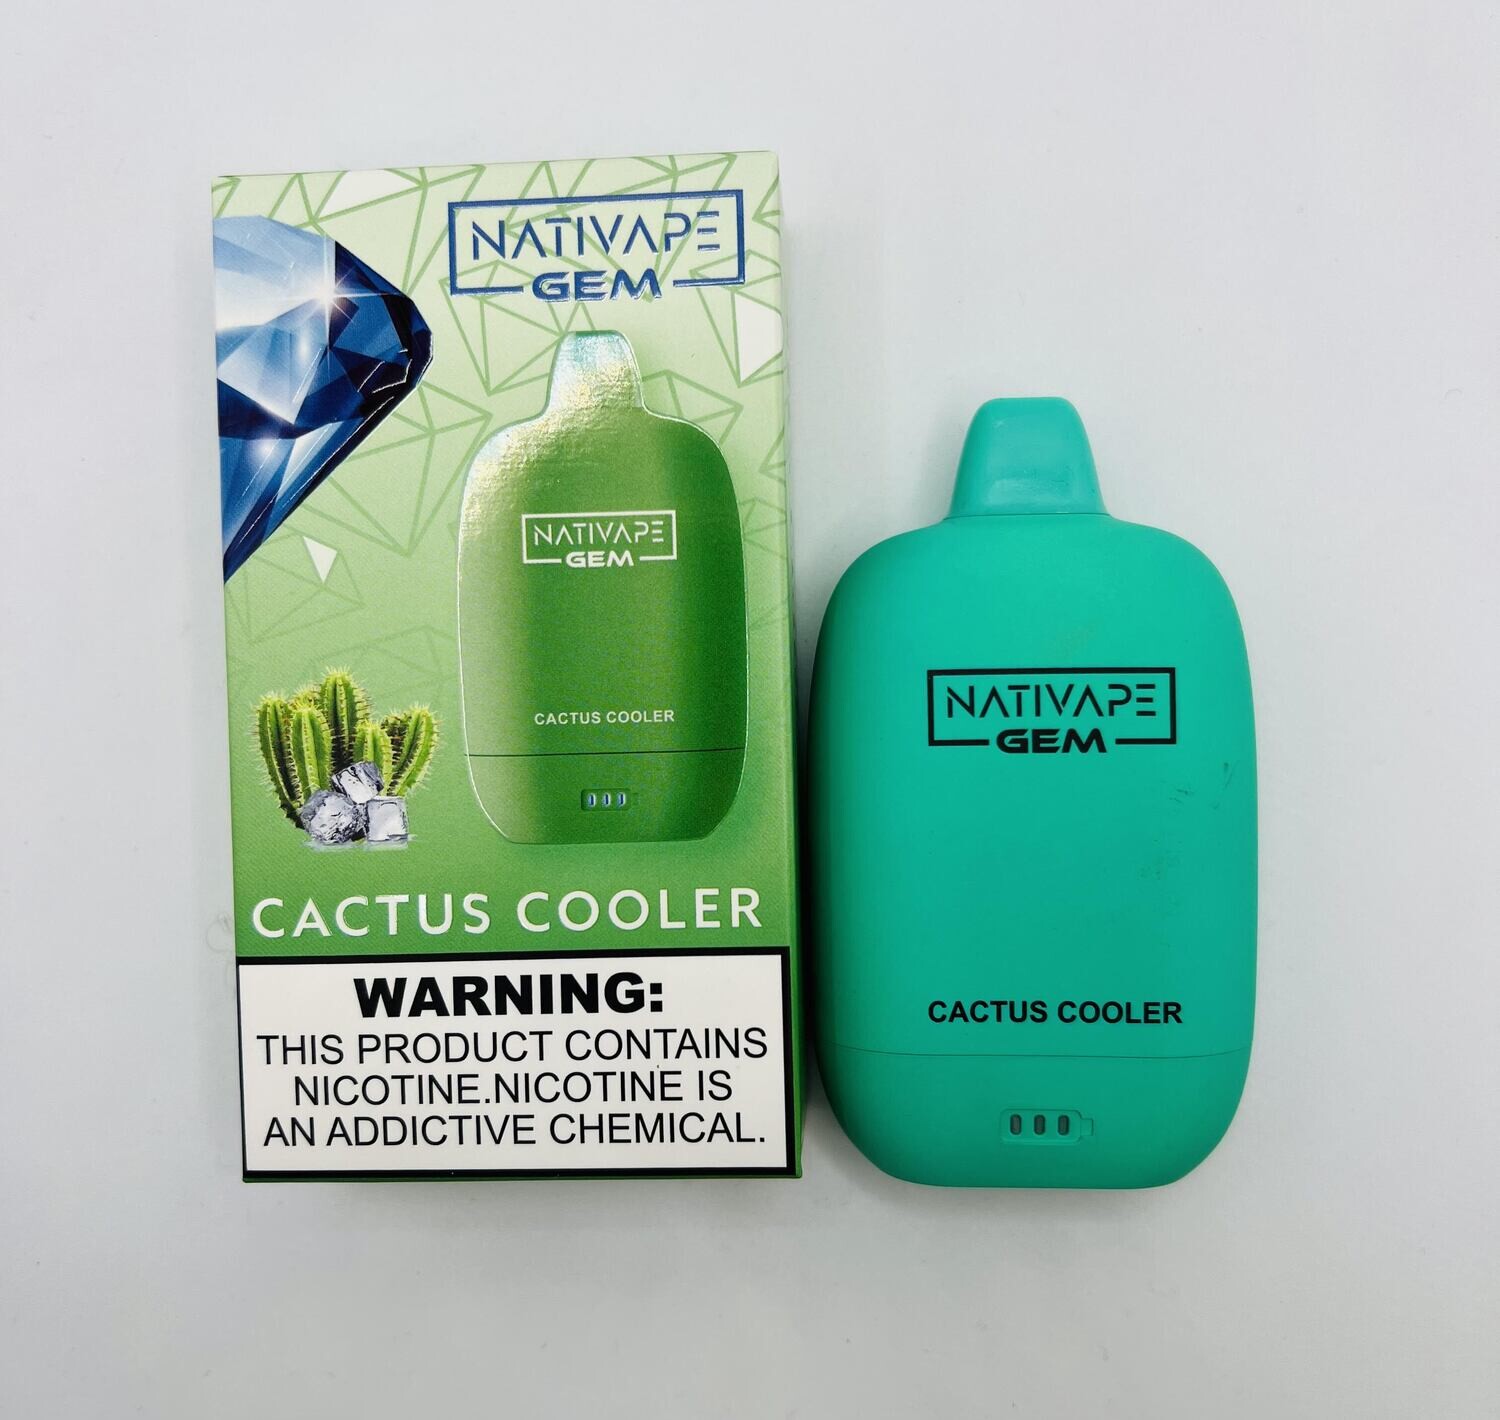 NATIVAPE
GEM
NATIVAPE
GEM
CACTUS COOLER
CACTUS COOLER
WARNING:
THIS PRODUCT CONTAINS
NICOTINE.NICOTINE IS
AN ADDICTIVE CHEMICAL.
NATIVAPE
GEM
CACTUS COOLER